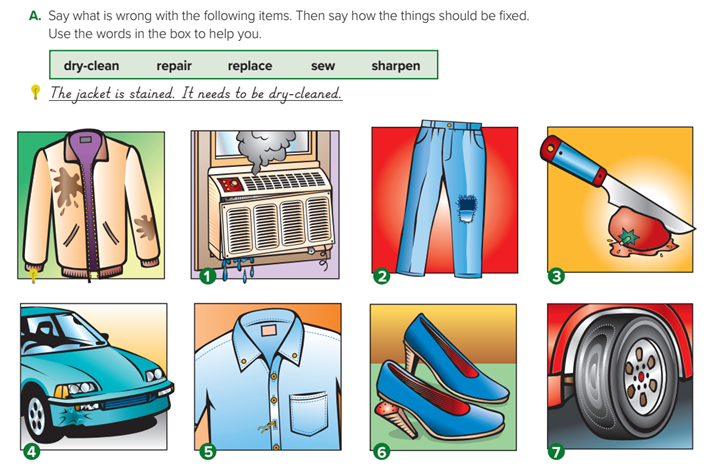 A. Say what is wrong with the following items. Then say how the things should be fixed.
Use the words in the box to help you.
dry-clean repair replace sew sharpen
The jacket is stained. It needs to be dry-cleaned.
1
2
3
4
5
6
7